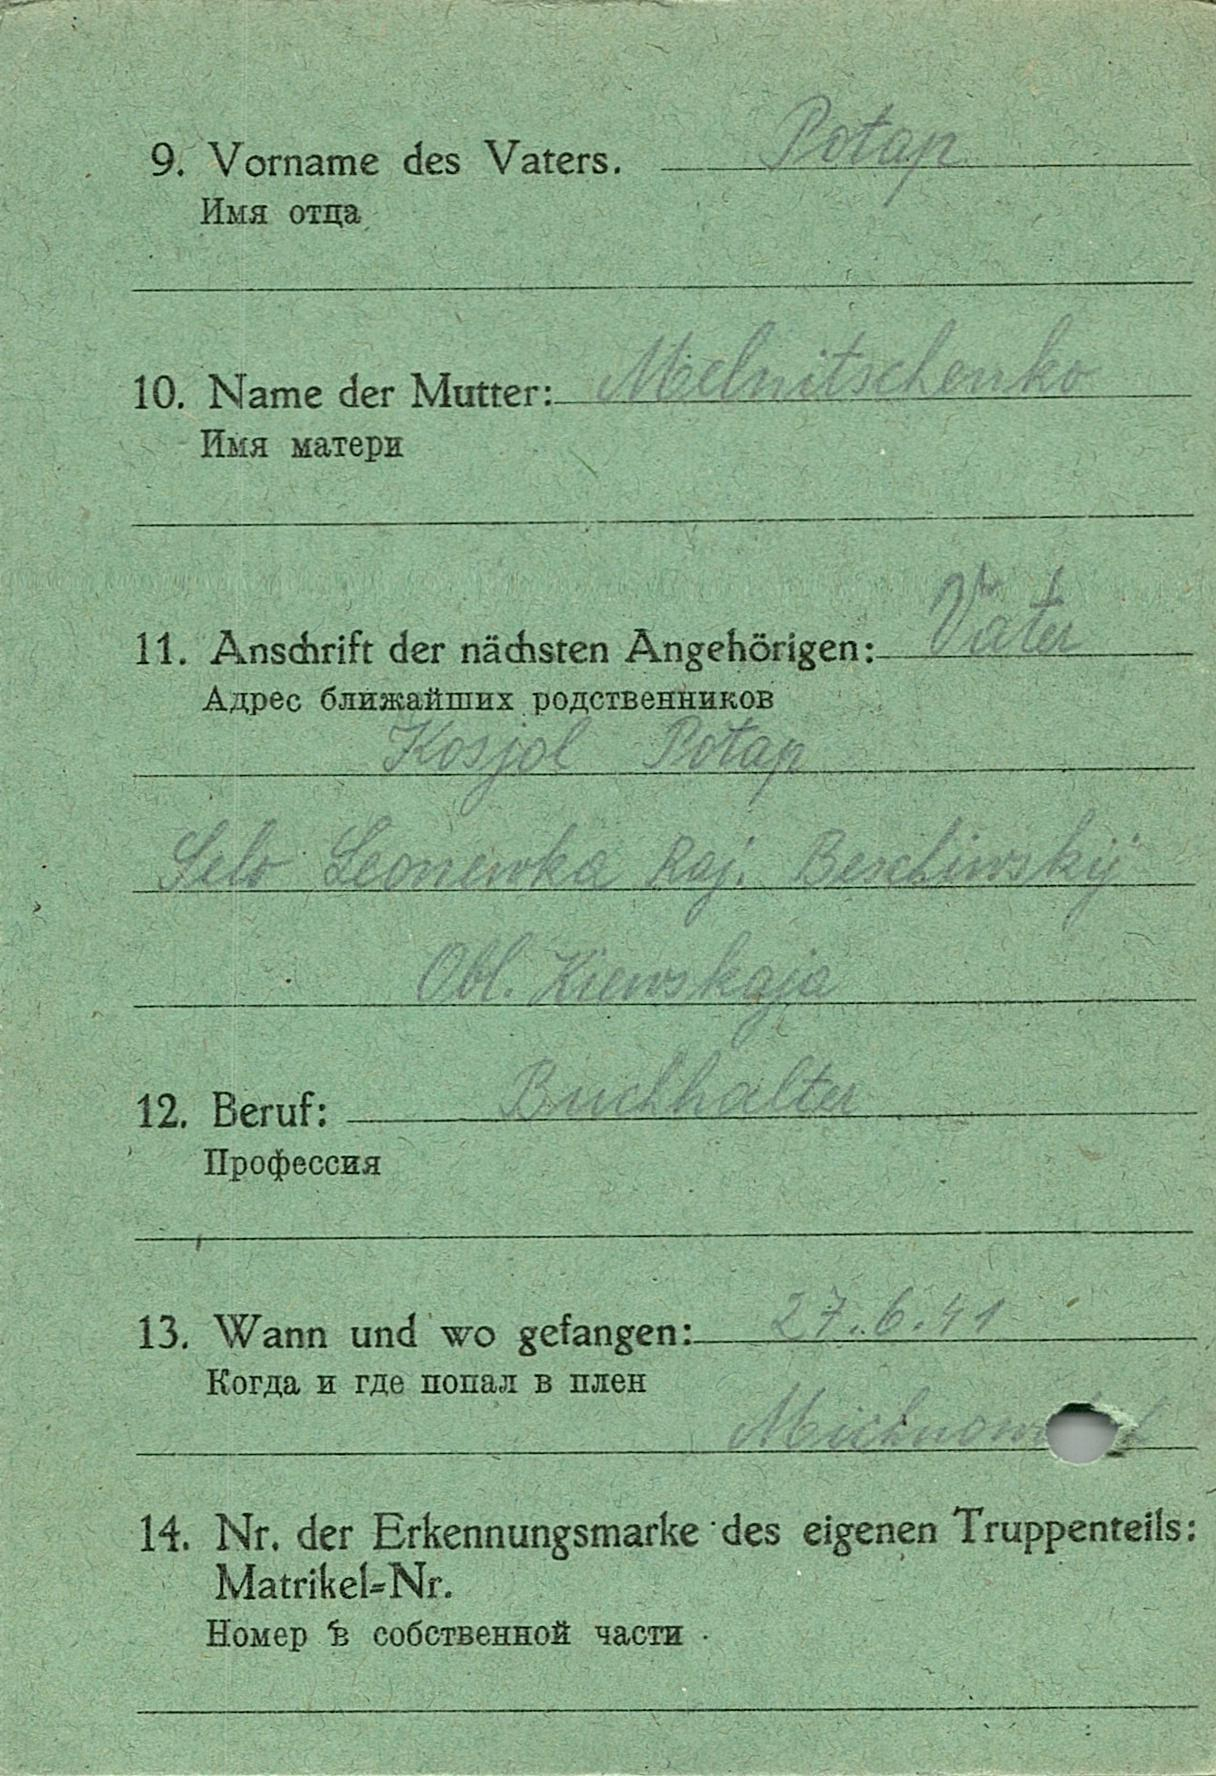 9. Vorname des Vaters. Potap
Имя отца
10. Name der Mutter: Melnitschenko
Имя матери
11. Anschrift der nächsten Angehörigen: Vater
Адрес ближайших родственников
Kosjol Potap
Selo Leonewka Raj. 
Obl. Kiewskaja
12. Beruf: Buchhalter
Профессия
13. Wann und wo gefangen: 27.6.41
Когда и где попал в плен
14. Nr. der Erkennungsmarke des eigenen Truppenteils:
Matrikel=Nr.
Номер в собственной части